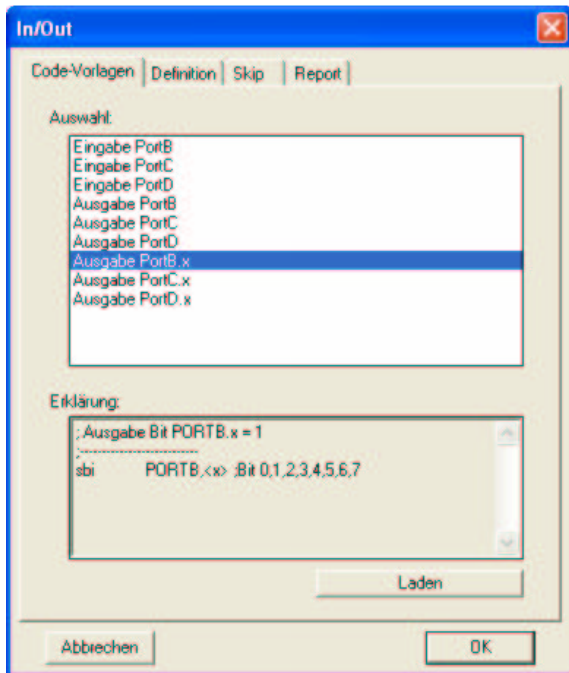 In/Out
Code-Vorlagen Definition Skip Report
Auswahl:
Eingabe PortB
Eingabe PortC
Eingabe PortD
Ausgabe PortB
Ausgabe PortC
Ausgabe PortD
Ausgabe PortB.x
Ausgabe PortC.x
Ausgabe PortD.x
Erklärung:
; Ausgabe Bit PORTB.x = 1
;-------------------------
sbi PORTB,<x> ;Bit 0,1,2,3,4,5,6,7
Laden
Abbrechen OK